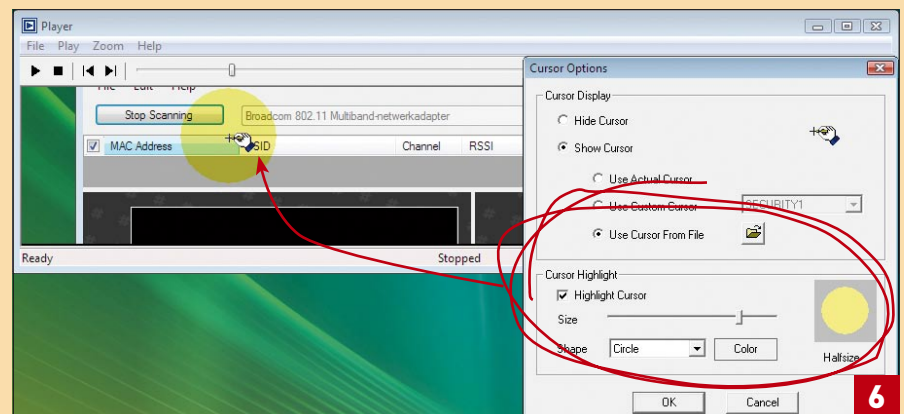 Player
File Play Zoom Help
File Edit Help
Stop Scanning
Broadcom 802.11 Multiband-netwerkadapter
MAC Address
SSID
Channel
RSSI
Ready
Stopped
Cursor Options
Cursor Display
Hide Cursor
Show Cursor
Use Actual Cursor
Use Custom Cursor
SECURITY1
Use Cursor From File
Cursor Highlight
Highlight Cursor
Size
Shape
Circle
Color
Halfsize
OK
Cancel
6